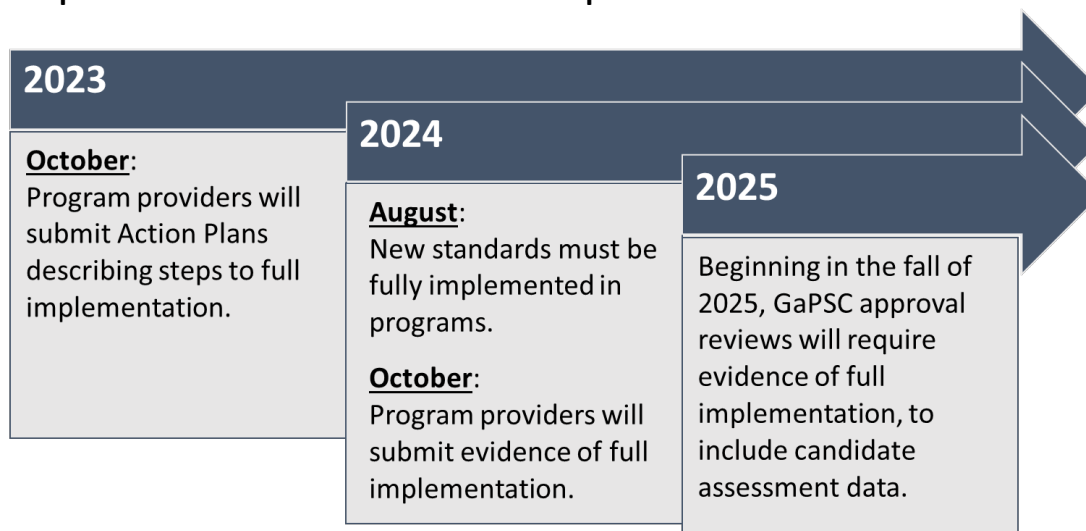 2023
October:
Program providers will
submit Action Plans
describing steps to full
implementation.
2024
August:
New standards must be
fully implemented in
programs.
October:
Program providers will
submit evidence of full
implementation.
2025
Beginning in the fall of
2025, GaPSC approval
reviews will require
evidence of full
implementation, to
include candidate
assessment data.